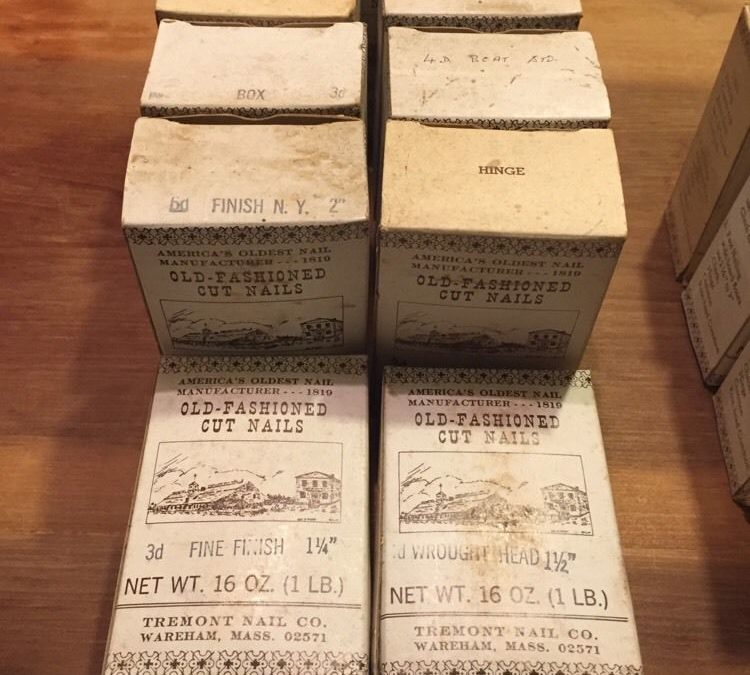 BOX 3d
4D BOAT STD.
6d FINISH N. Y. 2"
HINGE
AMERICA'S OLDEST NAIL
MANUFACTURER - - - 1819
OLD-FASHIONED
CUT NAILS
AMERICA'S OLDEST NAIL
MANUFACTURER - - - 1819
OLD-FASHIONED
CUT NAILS
AMERICA'S OLDEST NAIL
MANUFACTURER - - - 1819
OLD-FASHIONED
CUT NAILS
3d FINE FINISH 1¼"
NET WT. 16 OZ. (1 LB.)
TREMONT NAIL CO.
WAREHAM, MASS. 02571
AMERICA'S OLDEST NAIL
MANUFACTURER - - - 1819
OLD-FASHIONED
CUT NAILS
d WROUGHT HEAD 1½"
NET WT. 16 OZ. (1 LB.)
TREMONT NAIL CO.
WAREHAM, MASS. 02571